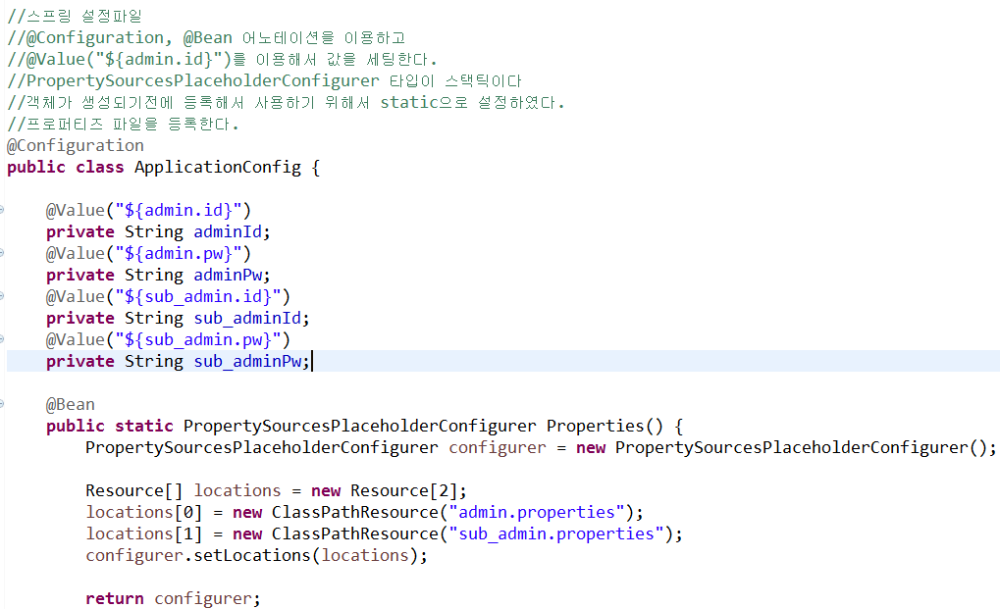 //스프링 설정파일
//@Configuration, @Bean 어노테이션을 이용하고
//@Value("${admin.id}")를 이용해서 값을 세팅한다.
//PropertySourcesPlaceholderConfigurer 타입이 스택틱이다
//객체가 생성되기전에 등록해서 사용하기 위해서 static으로 설정하였다.
//프로퍼티즈 파일을 등록한다.
@Configuration
public class ApplicationConfig {
@Value("${admin.id}")
private String adminId;
@Value("${admin.pw}")
private String adminPw;
@Value("${sub_admin.id}")
private String sub_adminId;
@Value("${sub_admin.pw}")
private String sub_adminPw;
@Bean
public static PropertySourcesPlaceholderConfigurer Properties() {
PropertySourcesPlaceholderConfigurer configurer = new PropertySourcesPlaceholderConfigurer();
Resource[] locations = new Resource[2];
locations[0] = new ClassPathResource("admin.properties");
locations[1] = new ClassPathResource("sub_admin.properties");
configurer.setLocations(locations);
return configurer;